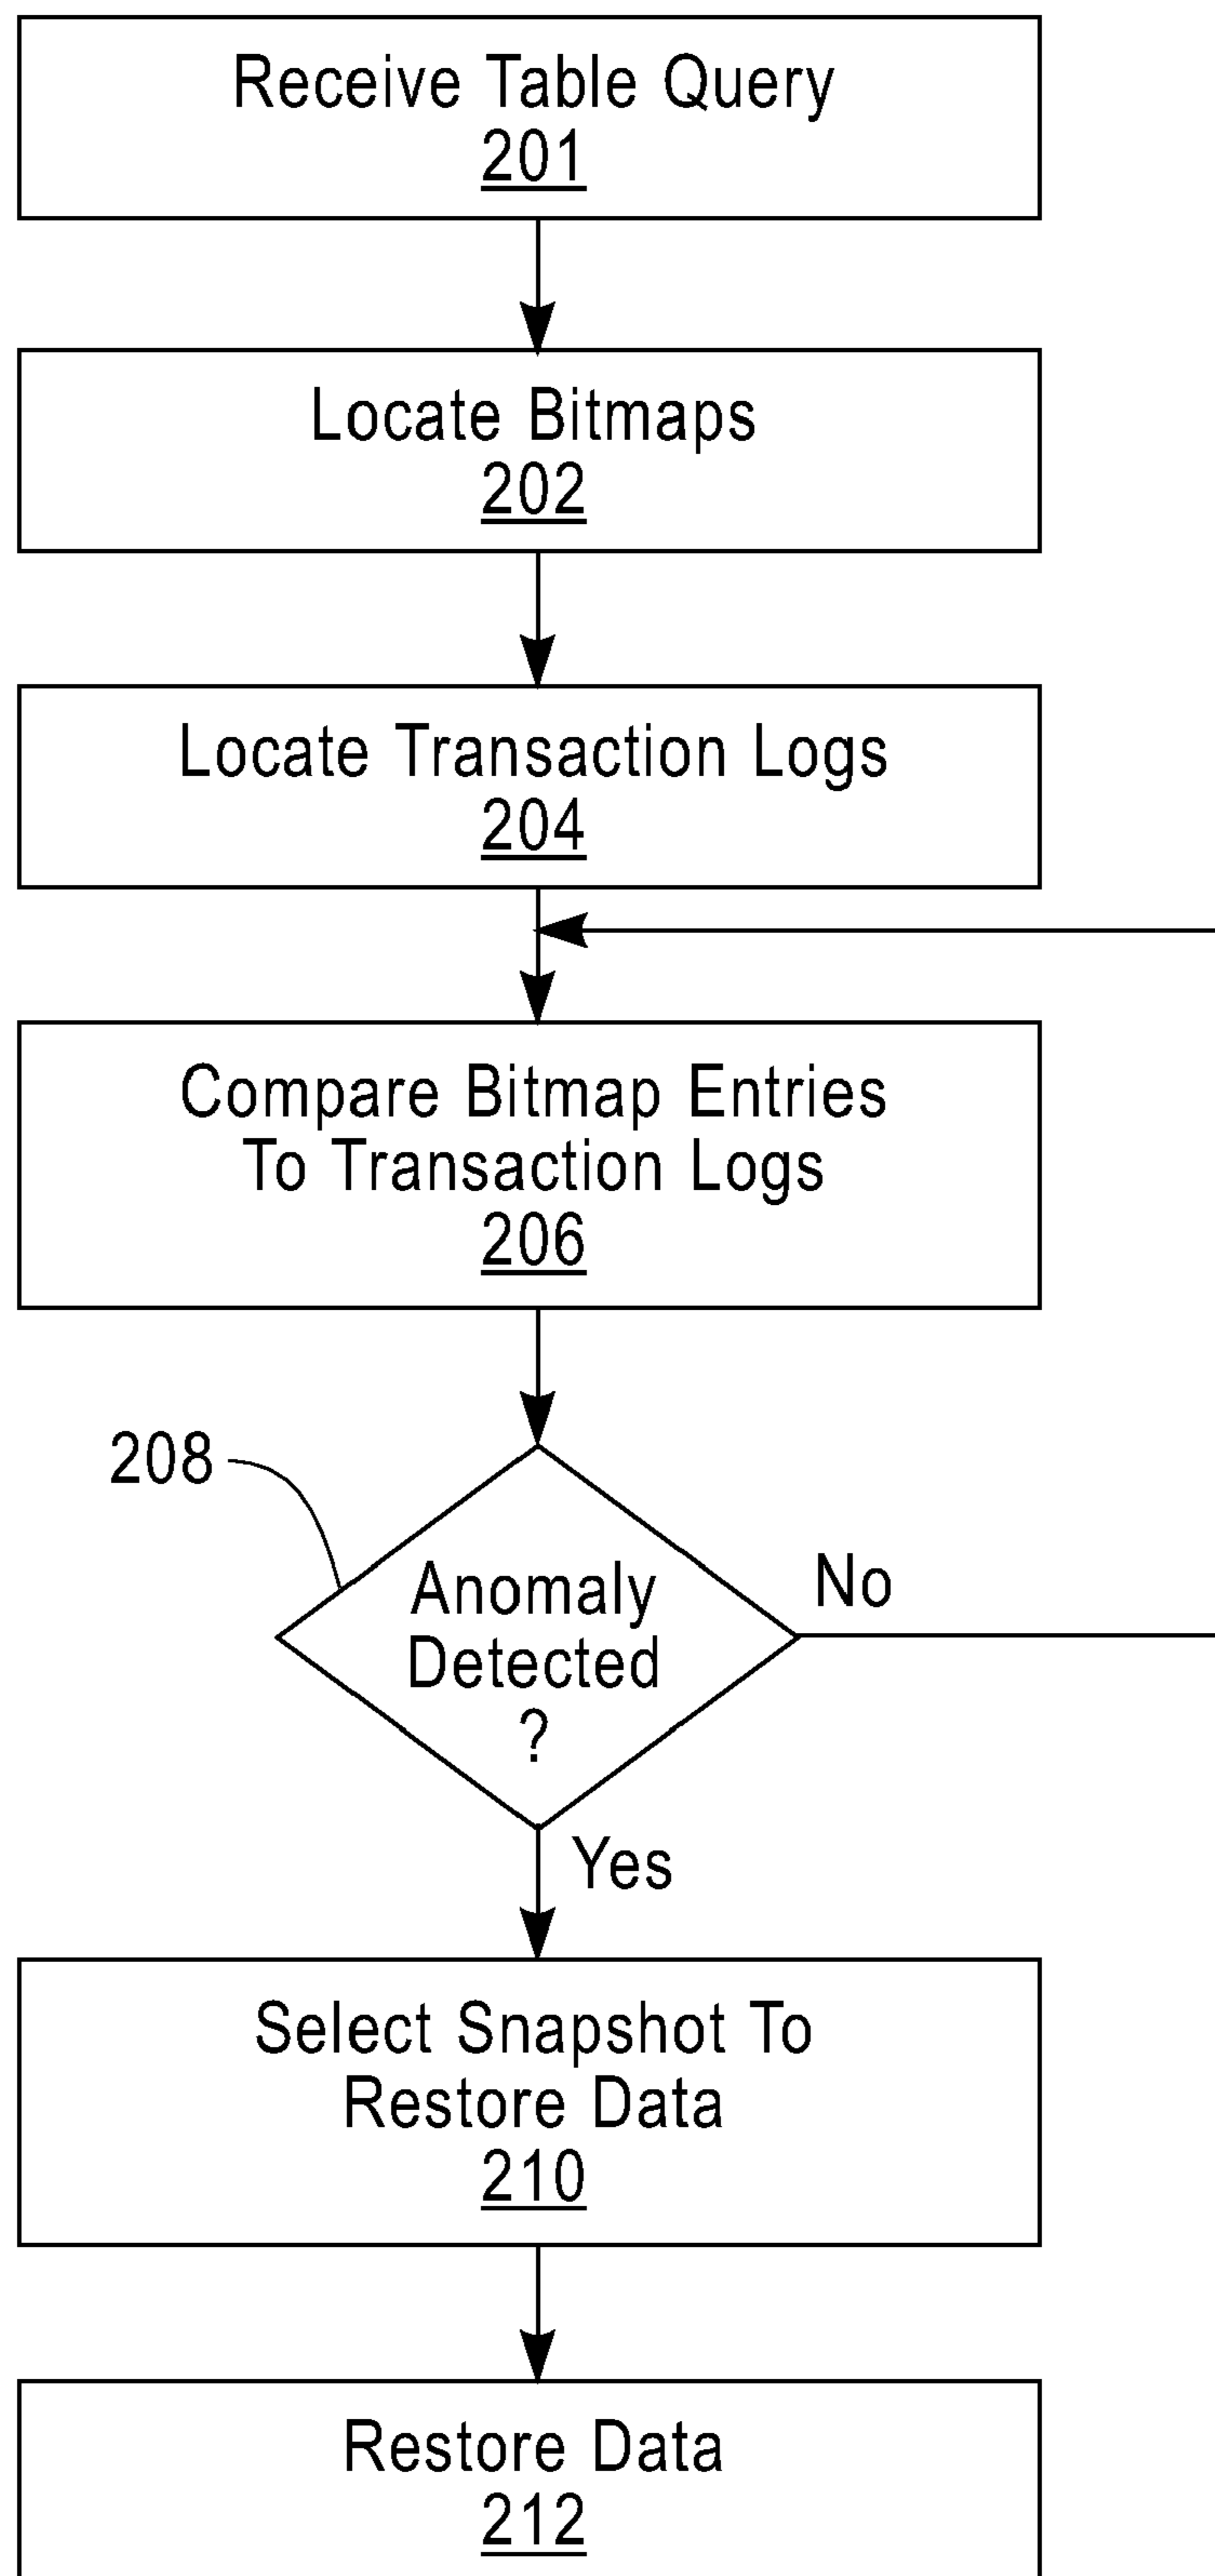 Receive Table Query
201
Locate Bitmaps
202
Locate Transaction Logs
204
Compare Bitmap Entries
To Transaction Logs
206
208
Anomaly
Detected
?
No
Yes
Select Snapshot To
Restore Data
210
Restore Data
212